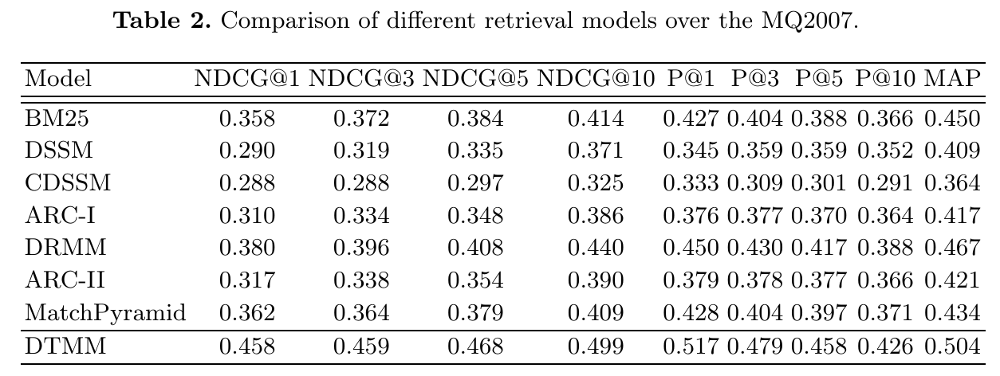 Table 2. Comparison of different retrieval models over the MQ2007.
Model NDCG@1 NDCG@3 NDCG@5 NDCG@10 P@1 P@3 P@5 P@10 MAP
BM25 0.358 0.372 0.384 0.414 0.427 0.404 0.388 0.366 0.450
DSSM 0.290 0.319 0.335 0.371 0.345 0.359 0.359 0.352 0.409
CDSSM 0.288 0.288 0.297 0.325 0.333 0.309 0.301 0.291 0.364
ARC-I 0.310 0.334 0.348 0.386 0.376 0.377 0.370 0.364 0.417
DRMM 0.380 0.396 0.408 0.440 0.450 0.430 0.417 0.388 0.467
ARC-II 0.317 0.338 0.354 0.390 0.379 0.378 0.377 0.366 0.421
MatchPyramid 0.362 0.364 0.379 0.409 0.428 0.404 0.397 0.371 0.434
DTMM 0.458 0.459 0.468 0.499 0.517 0.479 0.458 0.426 0.504